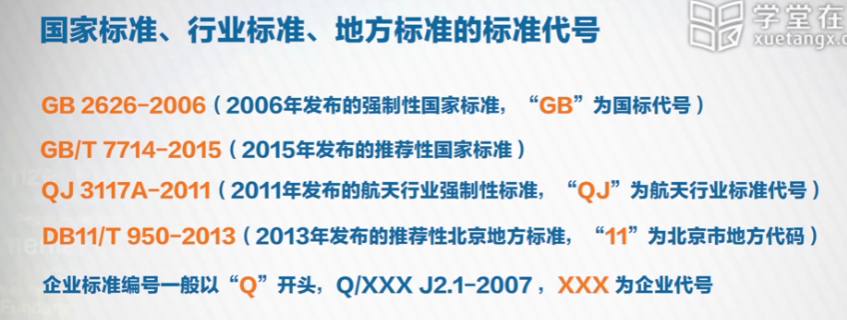 国家标准、行业标准、地方标准的标准代号
学堂在
xuetangx.c
GB 2626-2006（2006年发布的强制性国家标准，“GB”为国标代号）
GB/T 7714-2015（2015年发布的推荐性国家标准）
QJ 3117A-2011（2011年发布的航天行业强制性标准，“QJ”为航天行业标准代号）
DB11/T 950-2013（2013年发布的推荐性北京地方标准，“11”为北京市地方代码）
企业标准编号一般以“Q”开头，Q/XXX J2.1-2007 ，XXX 为企业代号